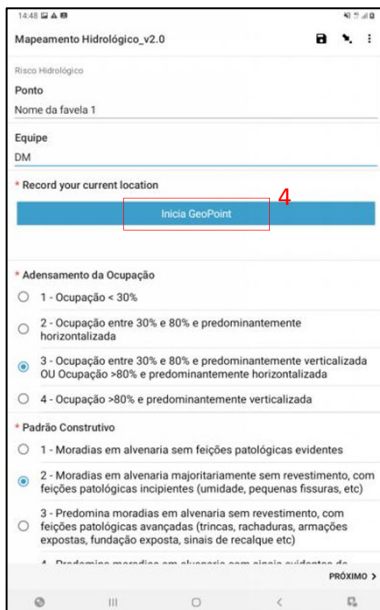 14:48
Mapeamento Hidrológico_v2.0
Risco Hidrológico
Ponto
Nome da favela 1
Equipe
DM
* Record your current location
4
Inicia GeoPoint
* Adensamento da Ocupação
1 - Ocupação < 30%
2 - Ocupação entre 30% e 80% e predominantemente
horizontalizada
3 - Ocupação entre 30% e 80% e predominantemente verticalizada
OU Ocupação >80% e predominantemente horizontalizada
4 - Ocupação >80% e predominantemente verticalizada
* Padrão Construtivo
1 - Moradias em alvenaria sem feições patológicas evidentes
2 - Moradias em alvenaria majoritariamente sem revestimento, com
feições patológicas incipientes (umidade, pequenas fissuras, etc)
3 - Predomina moradias em alvenaria sem revestimento, com
feições patológicas avançadas (trincas, rachaduras, armações
expostas, fundação exposta, sinais de recalque etc)
PRÓXIMO >